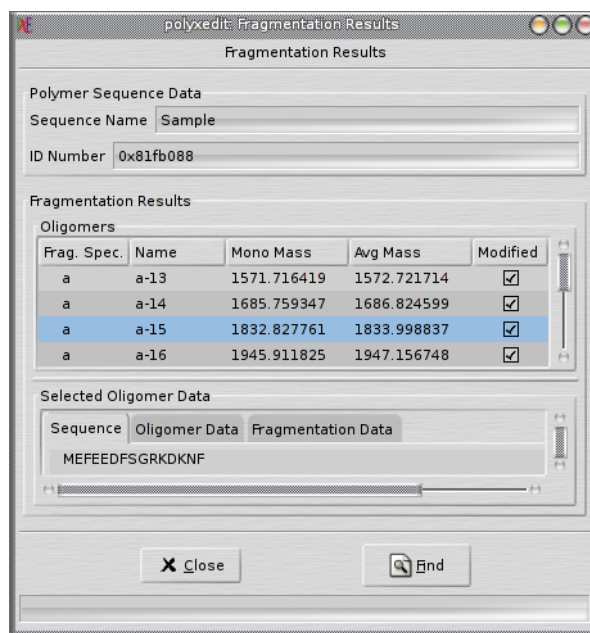 polyxedit: Fragmentation Results
Fragmentation Results
Polymer Sequence Data
Sequence Name Sample
ID Number 0x81fb088
Fragmentation Results
Oligomers
Frag. Spec. Name Mono Mass Avg Mass Modified
a a-13 1571.716419 1572.721714
a a-14 1685.759347 1686.824599
a a-15 1832.827761 1833.998837
a a-16 1945.911825 1947.156748
Selected Oligomer Data
Sequence Oligomer Data Fragmentation Data
MEFEEDFSGRKDKNF
Close Find